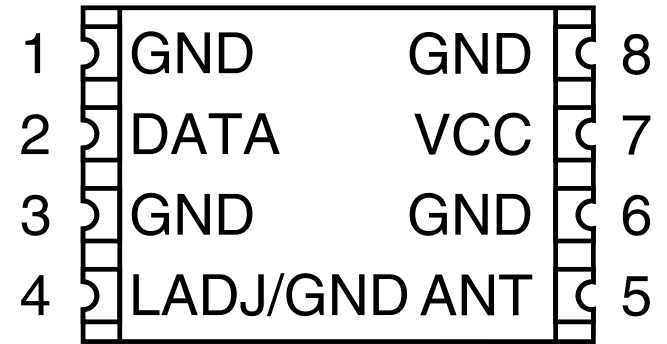 1 GND GND 8
2 DATA VCC 7
3 GND GND 6
4 LADJ/GND ANT 5